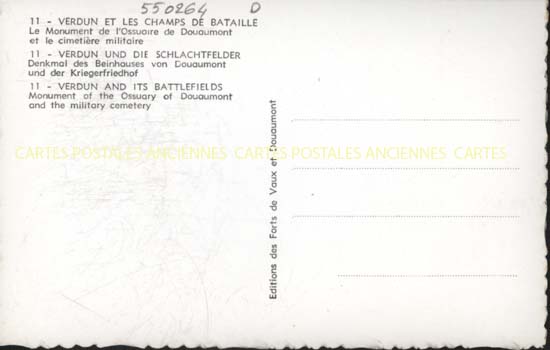 550264 D
11 - VERDUN ET LES CHAMPS DE BATAILLE
Le Monument de l'Ossuaire de Douaumont
et le cimetière militaire
11 - VERDUN UND DIE SCHLACHTFELDER
Denkmal des Beinhauses von Douaumont
und der Kriegerfriedhof
11 - VERDUN AND ITS BATTLEFIELDS
Monument of the Ossuary of Douaumont
and the military cemetery
CARTES POSTALES ANCIENNES CARTES POSTALES ANCIENNES CARTES
Editions des Forts de Vaux et Douaumont